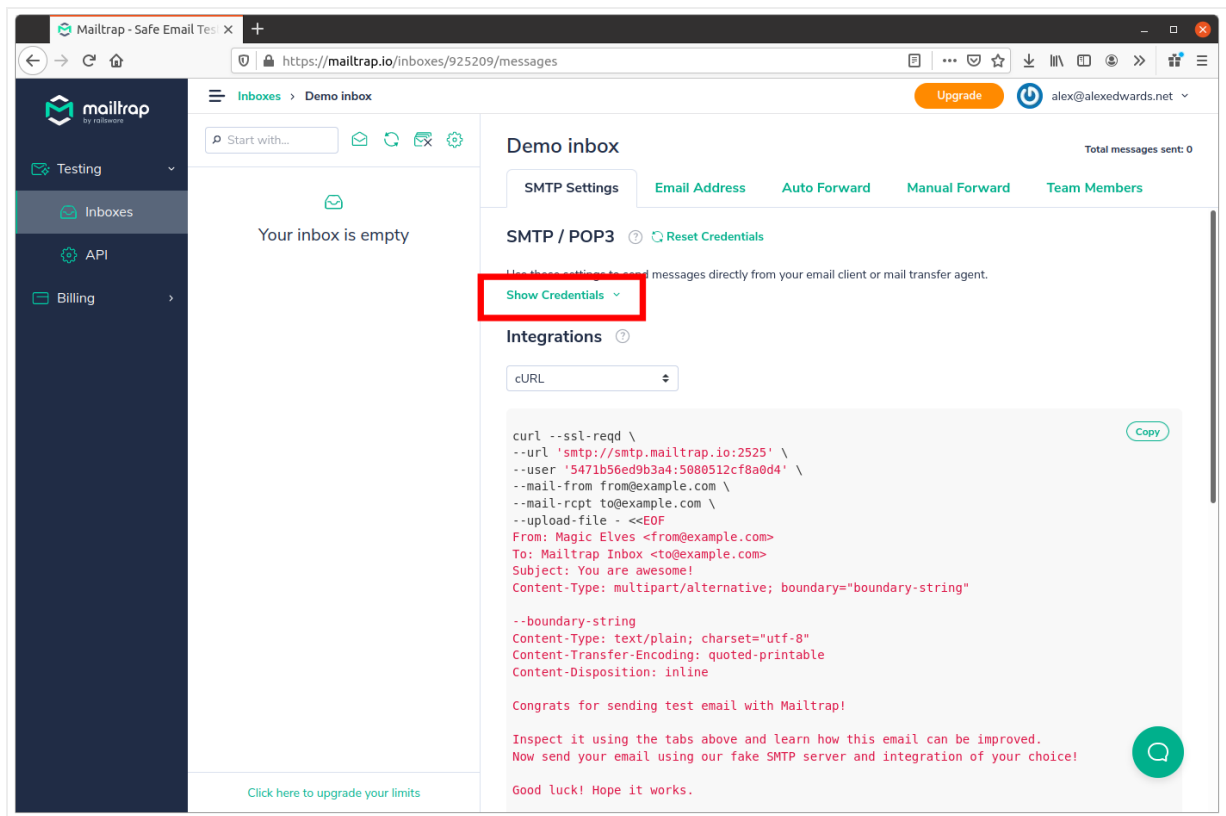 Mailtrap - Safe Email Tes
https://mailtrap.io/inboxes/925209/messages
mailtrap
by railsware
Testing
Inboxes
API
Billing
Inboxes > Demo inbox
Upgrade
alex@alexedwards.net
Start with...
Your inbox is empty
Click here to upgrade your limits
Demo inbox
Total messages sent: 0
SMTP Settings Email Address Auto Forward Manual Forward Team Members
SMTP / POP3 Reset Credentials
Use these settings to send messages directly from your email client or mail transfer agent.
Show Credentials
Integrations
cURL
Copy
curl --ssl-reqd \
--url 'smtp://smtp.mailtrap.io:2525' \
--user '5471b56ed9b3a4:5080512cf8a0d4' \
--mail-from from@example.com \
--mail-rcpt to@example.com \
--upload-file - <<EOF
From: Magic Elves <from@example.com>
To: Mailtrap Inbox <to@example.com>
Subject: You are awesome!
Content-Type: multipart/alternative; boundary="boundary-string"
--boundary-string
Content-Type: text/plain; charset="utf-8"
Content-Transfer-Encoding: quoted-printable
Content-Disposition: inline
Congrats for sending test email with Mailtrap!
Inspect it using the tabs above and learn how this email can be improved.
Now send your email using our fake SMTP server and integration of your choice!
Good luck! Hope it works.